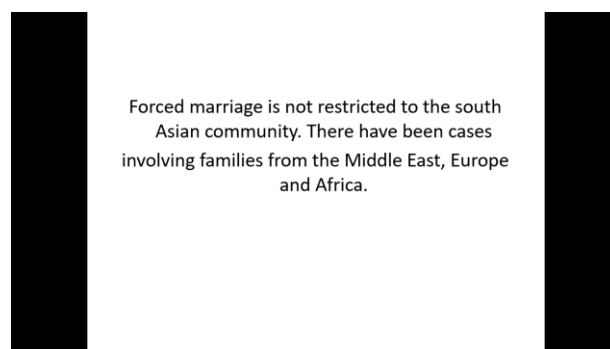 Forced marriage is not restricted to the south
Asian community. There have been cases
involving families from the Middle East, Europe
and Africa.